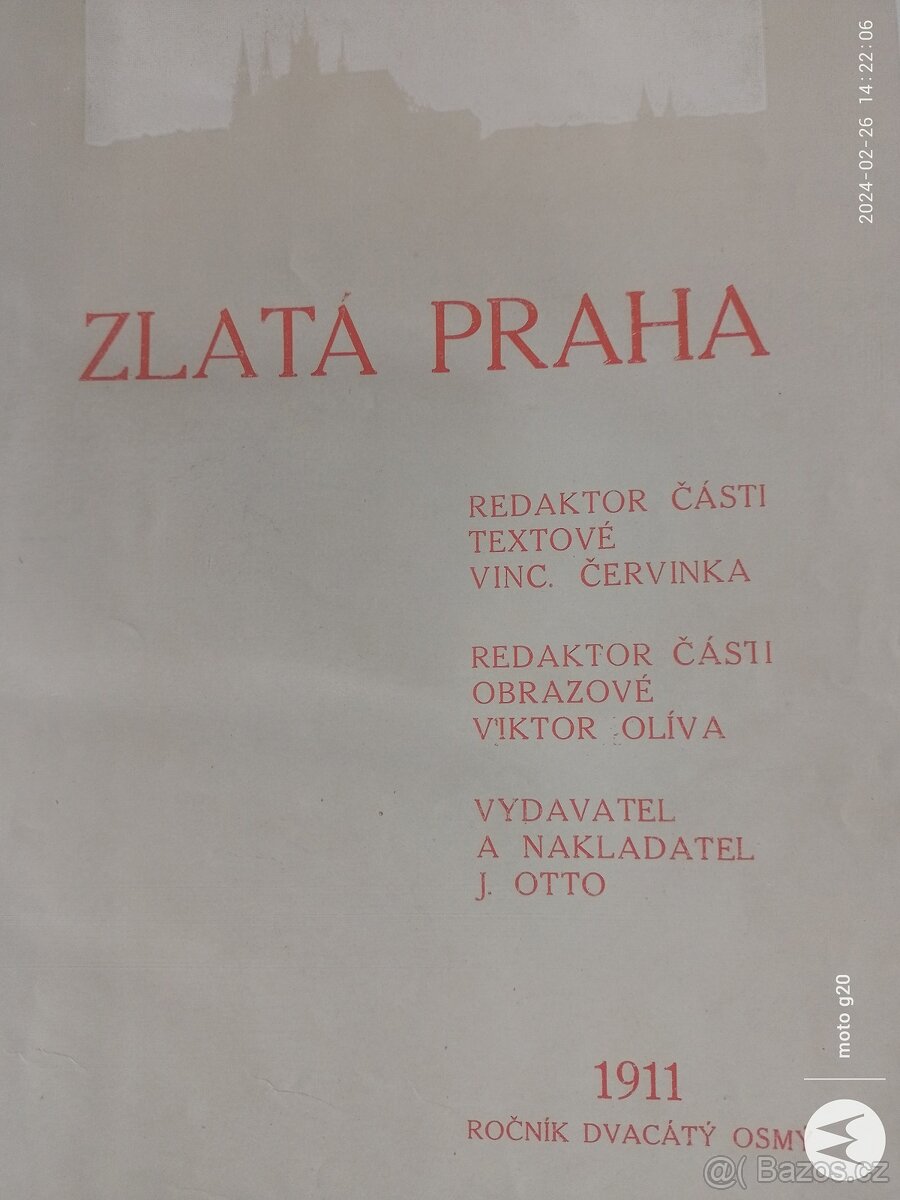 ZLATÁ PRAHA
REDAKTOR ČÁSTI
TEXTOVÉ
VINC. ČERVINKA
REDAKTOR ČÁSTI
OBRAZOVÉ
VIKTOR OLÍVA
VYDAVATEL
A NAKLADATEL
J. OTTO
1911
ROČNÍK DVACÁTÝ OSMÝ
2024-02-26 14:22:06
moto g20
@( Bazos.cz